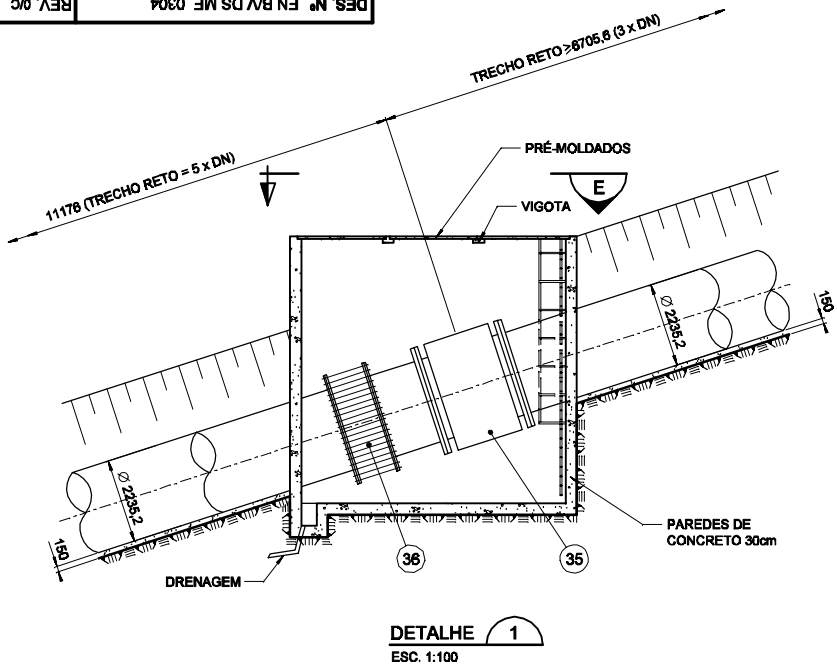 DES. Nº EN B/V DS ME 0304
REV. 0/C
TRECHO RETO ≥6705,6 (3 x DN)
11176 (TRECHO RETO = 5 x DN)
PRÉ-MOLDADOS
VIGOTA
E
Ø 2235,2
150
Ø 2235,2
150
PAREDES DE
CONCRETO 30cm
36
35
DRENAGEM
DETALHE 1
ESC. 1:100